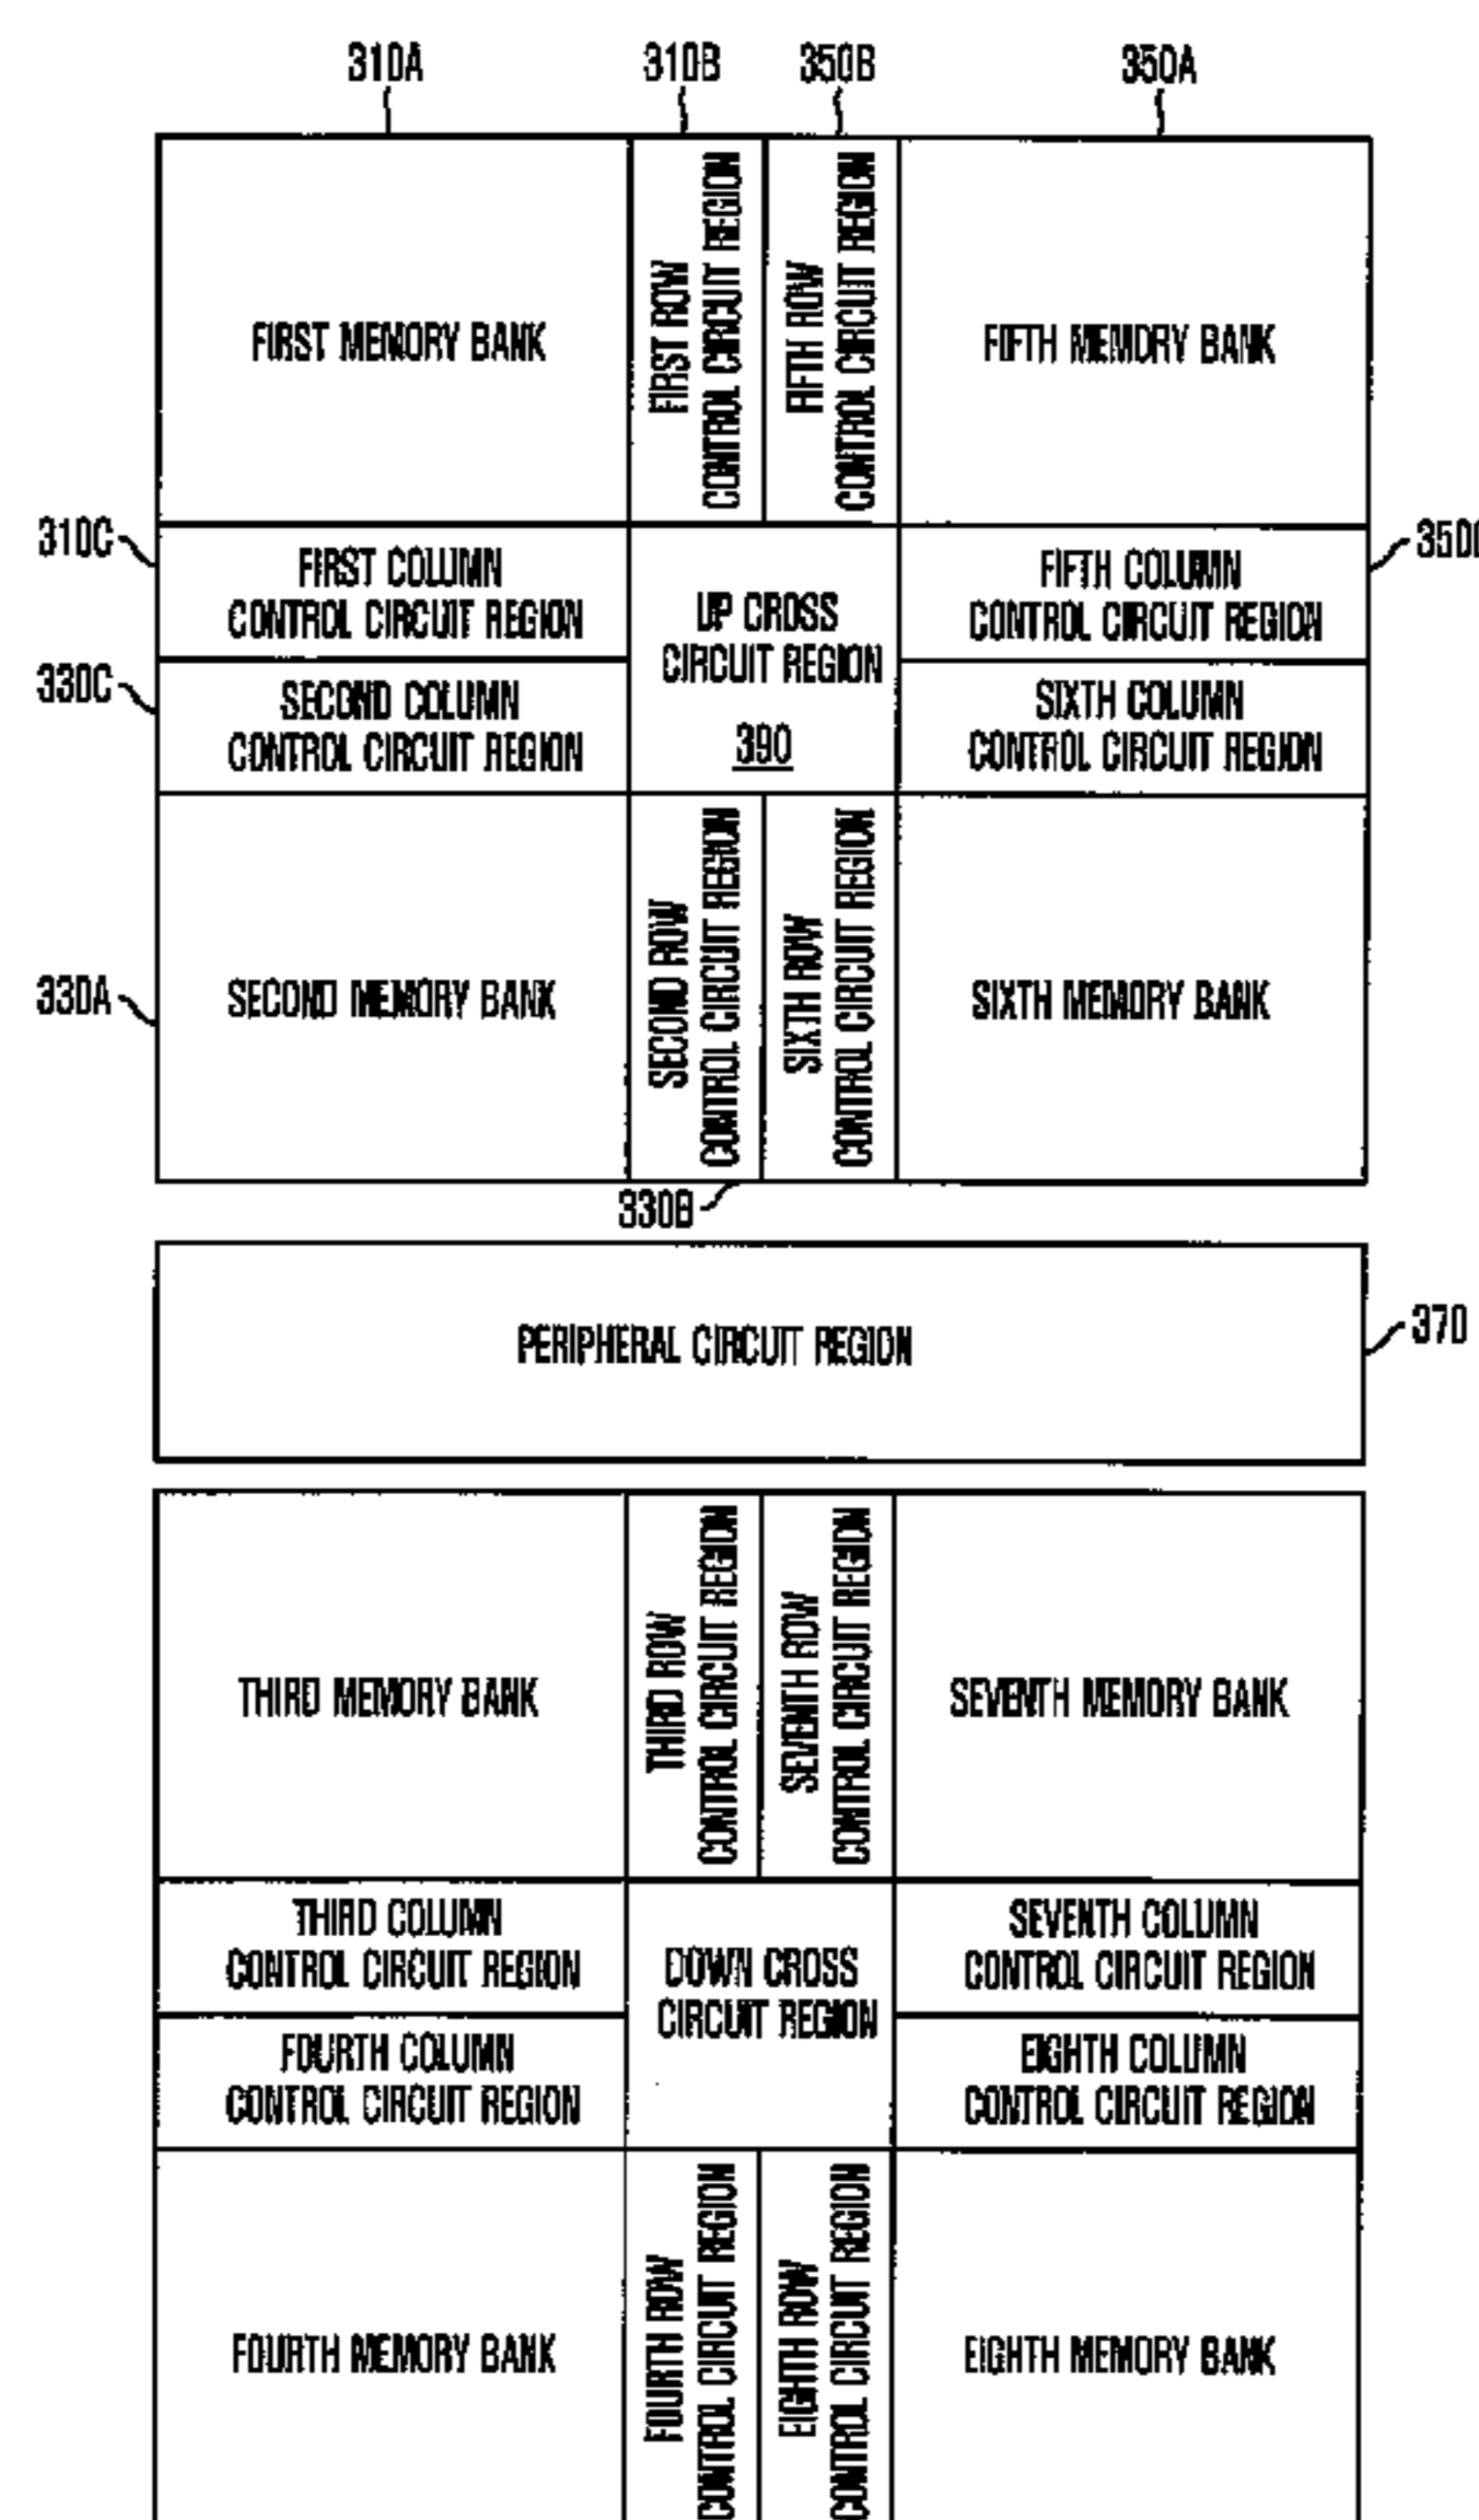 310A
310B
350B
350A
FIRST MEMORY BANK
FIRST ROW
CONTROL CIRCUIT REGION
FIFTH ROW
CONTROL CIRCUIT REGION
FIFTH MEMORY BANK
310C
FIRST COLUMN
CONTROL CIRCUIT REGION
UP CROSS
CIRCUIT REGION
390
FIFTH COLUMN
CONTROL CIRCUIT REGION
330C
SECOND COLUMN
CONTROL CIRCUIT REGION
SIXTH COLUMN
CONTROL CIRCUIT REGION
330A
SECOND MEMORY BANK
SECOND ROW
CONTROL CIRCUIT REGION
SIXTH ROW
CONTROL CIRCUIT REGION
SIXTH MEMORY BANK
330B
PERIPHERAL CIRCUIT REGION
370
THIRD MEMORY BANK
THIRD ROW
CONTROL CIRCUIT REGION
SEVENTH ROW
CONTROL CIRCUIT REGION
SEVENTH MEMORY BANK
THIRD COLUMN
CONTROL CIRCUIT REGION
DOWN CROSS
CIRCUIT REGION
SEVENTH COLUMN
CONTROL CIRCUIT REGION
FOURTH COLUMN
CONTROL CIRCUIT REGION
EIGHTH COLUMN
CONTROL CIRCUIT REGION
FOURTH MEMORY BANK
FOURTH ROW
CONTROL CIRCUIT REGION
EIGHTH ROW
CONTROL CIRCUIT REGION
EIGHTH MEMORY BANK